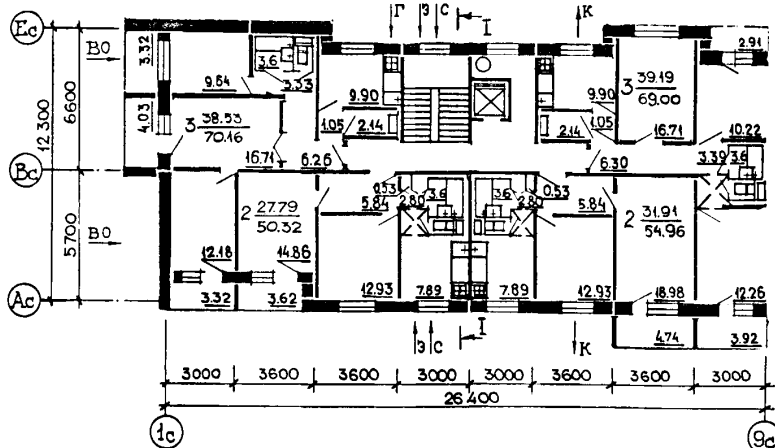 Г Э С I К
Ес
В0 3.32 3.6 2.91
9.64 3.33 3 39.19
9.90 9.90 69.00
6600 4.03 3 38.53 1.05 2.14 2.14 1.05 16.71 10.22
12.300 70.16
Вс 16.71 6.26 6.30 3.39 3.6
2 27.79 0.53 3.6 3.6 0.53 2 31.91
50.32 5.84 2.80 2.80 5.84 54.96
5700 В0
12.18 14.86
Ас 3.32 3.62 12.93 7.89 7.89 12.93 18.98 12.26
Э С I К 4.74 3.92
3000 3600 3600 3000 3000 3600 3600 3000
26.400
1с 9с